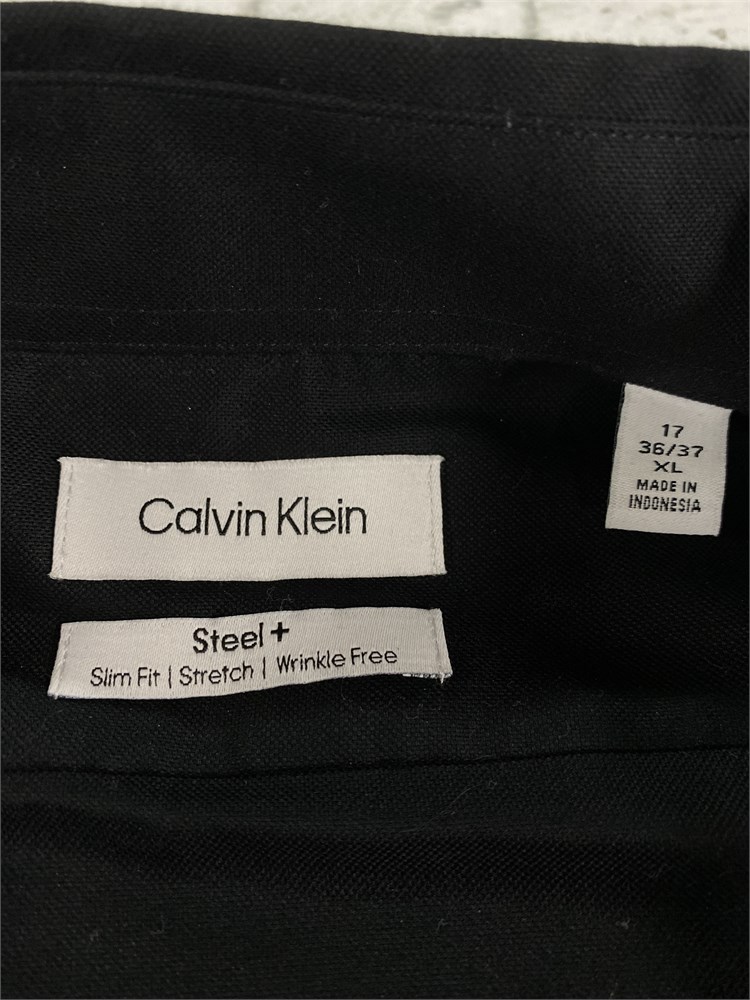 17
36/37
XL
MADE IN
INDONESIA
Calvin Klein
Steel +
Slim Fit | Stretch | Wrinkle Free